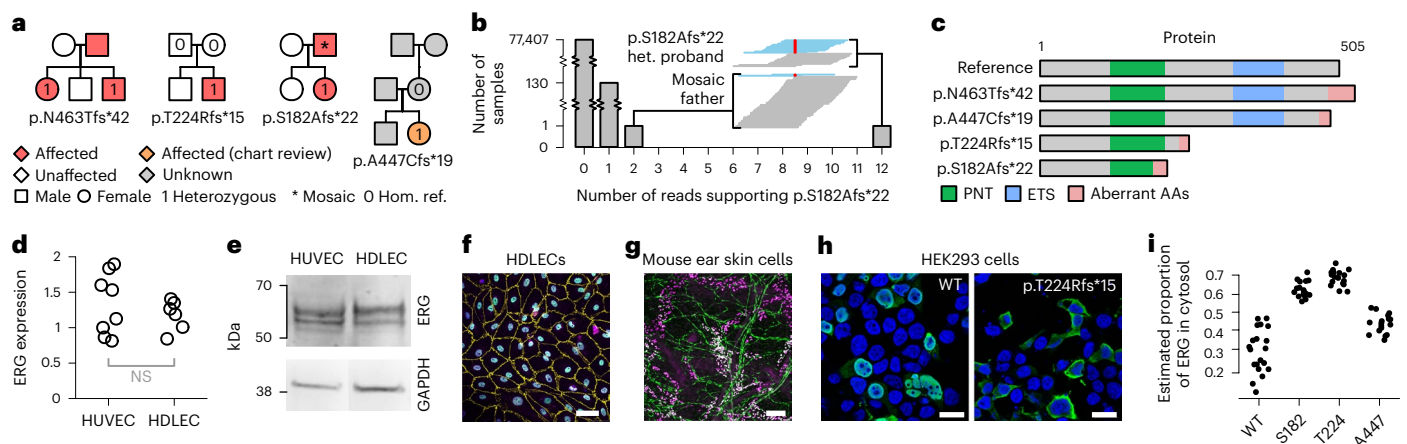 a
0
0
*
1
1
1
1
0
1
p.N463Tfs*42
p.T224Rfs*15
p.S182Afs*22
p.A447Cfs*19
Affected
Affected (chart review)
Unaffected
Unknown
Male
Female
1 Heterozygous
* Mosaic
0 Hom. ref.
b
Number of
samples
77,407
130
1
0
p.S182Afs*22
het. proband
Mosaic
father
0 1 2 3 4 5 6 7 8 9 10 11 12
Number of reads supporting p.S182Afs*22
c
Protein
1
505
Reference
p.N463Tfs*42
p.A447Cfs*19
p.T224Rfs*15
p.S182Afs*22
PNT
ETS
Aberrant AAs
d
ERG expression
2
1
1
0.5
0
NS
HUVEC
HDLEC
e
HUVEC
HDLEC
kDa
70
50
38
ERG
GAPDH
f
HDLECs
g
Mouse ear skin cells
h
HEK293 cells
WT
p.T224Rfs*15
i
Estimated proportion
of ERG in cytosol
0.7
0.6
0.5
0.4
0.3
0.2
WT
S182
T224
A447